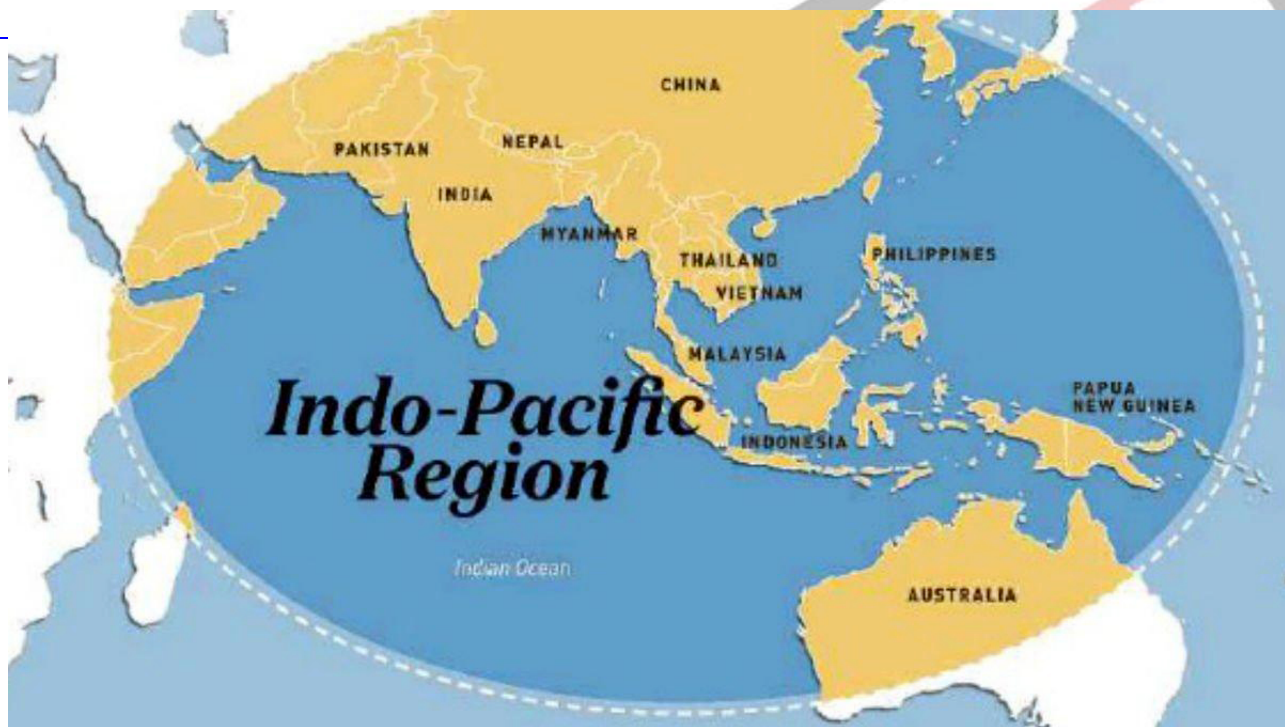 CHINA
NEPAL
PAKISTAN
INDIA
MYANMAR
THAILAND
PHILIPPINES
VIETNAM
MALAYSIA
Indo-Pacific
Region
PAPUA
NEW GUINEA
INDONESIA
Indian Ocean
AUSTRALIA